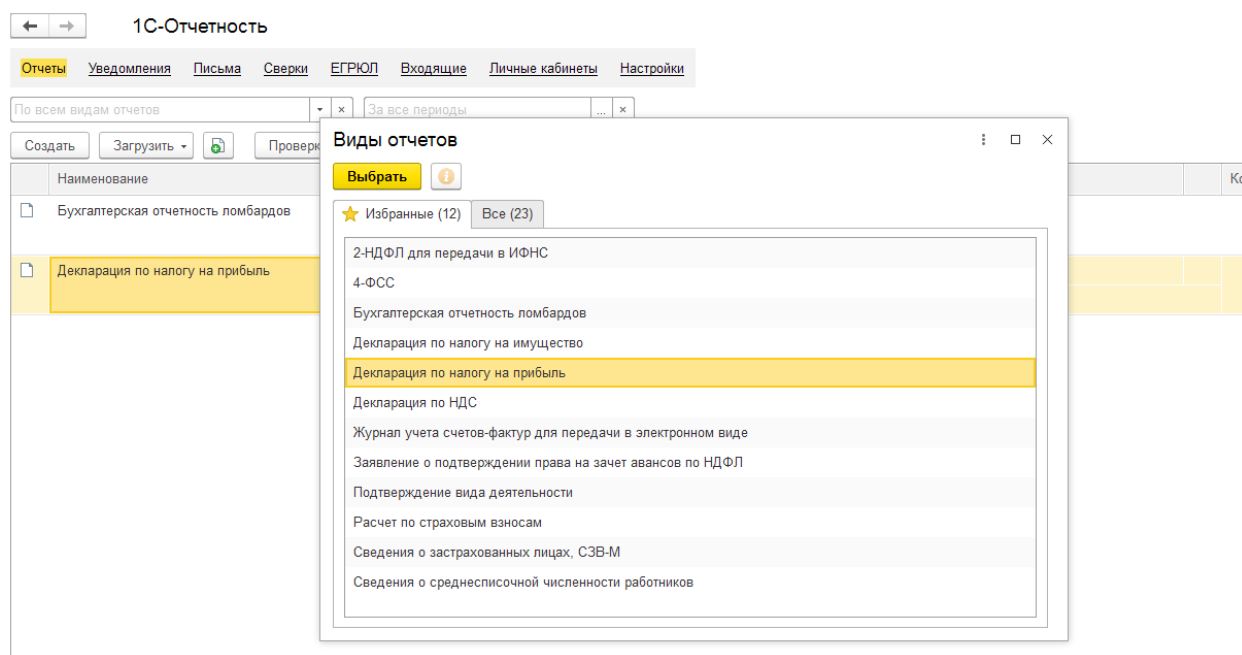 1С-Отчетность
Отчеты Уведомления Письма Сверки ЕГРЮЛ Входящие Личные кабинеты Настройки
По всем видам отчетов За все периоды ...
Создать Загрузить
Наименование
Бухгалтерская отчетность ломбардов
Декларация по налогу на прибыль
Виды отчетов
Выбрать
Избранные (12) Все (23)
2-НДФЛ для передачи в ИФНС
4-ФСС
Бухгалтерская отчетность ломбардов
Декларация по налогу на имущество
Декларация по налогу на прибыль
Декларация по НДС
Журнал учета счетов-фактур для передачи в электронном виде
Заявление о подтверждении права на зачет авансов по НДФЛ
Подтверждение вида деятельности
Расчет по страховым взносам
Сведения о застрахованных лицах, СЗВ-М
Сведения о среднесписочной численности работников